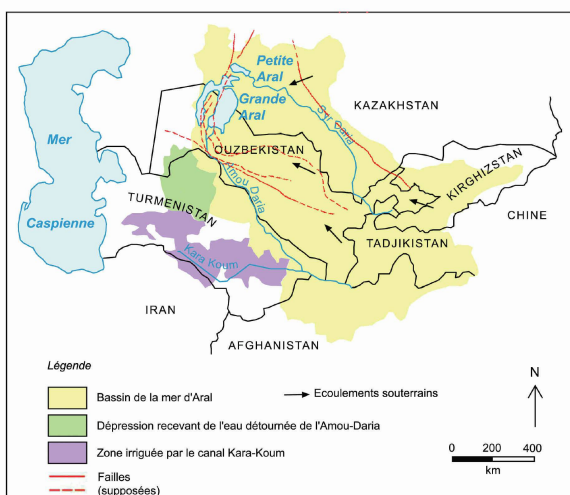 Petite
Aral
Grande
Aral
KAZAKHSTAN
Syr Daria
Mer
Caspienne
OUZBEKISTAN
Amou Daria
KIRGHIZSTAN
CHINE
TURMENISTAN
TADJIKISTAN
Kara Koum
IRAN
AFGHANISTAN
Légende
Bassin de la mer d'Aral
Ecoulements souterrains
Dépression recevant de l'eau détournée de l'Amou-Daria
Zone irriguée par le canal Kara-Koum
Failles
(supposées)
N
0 200 400
km